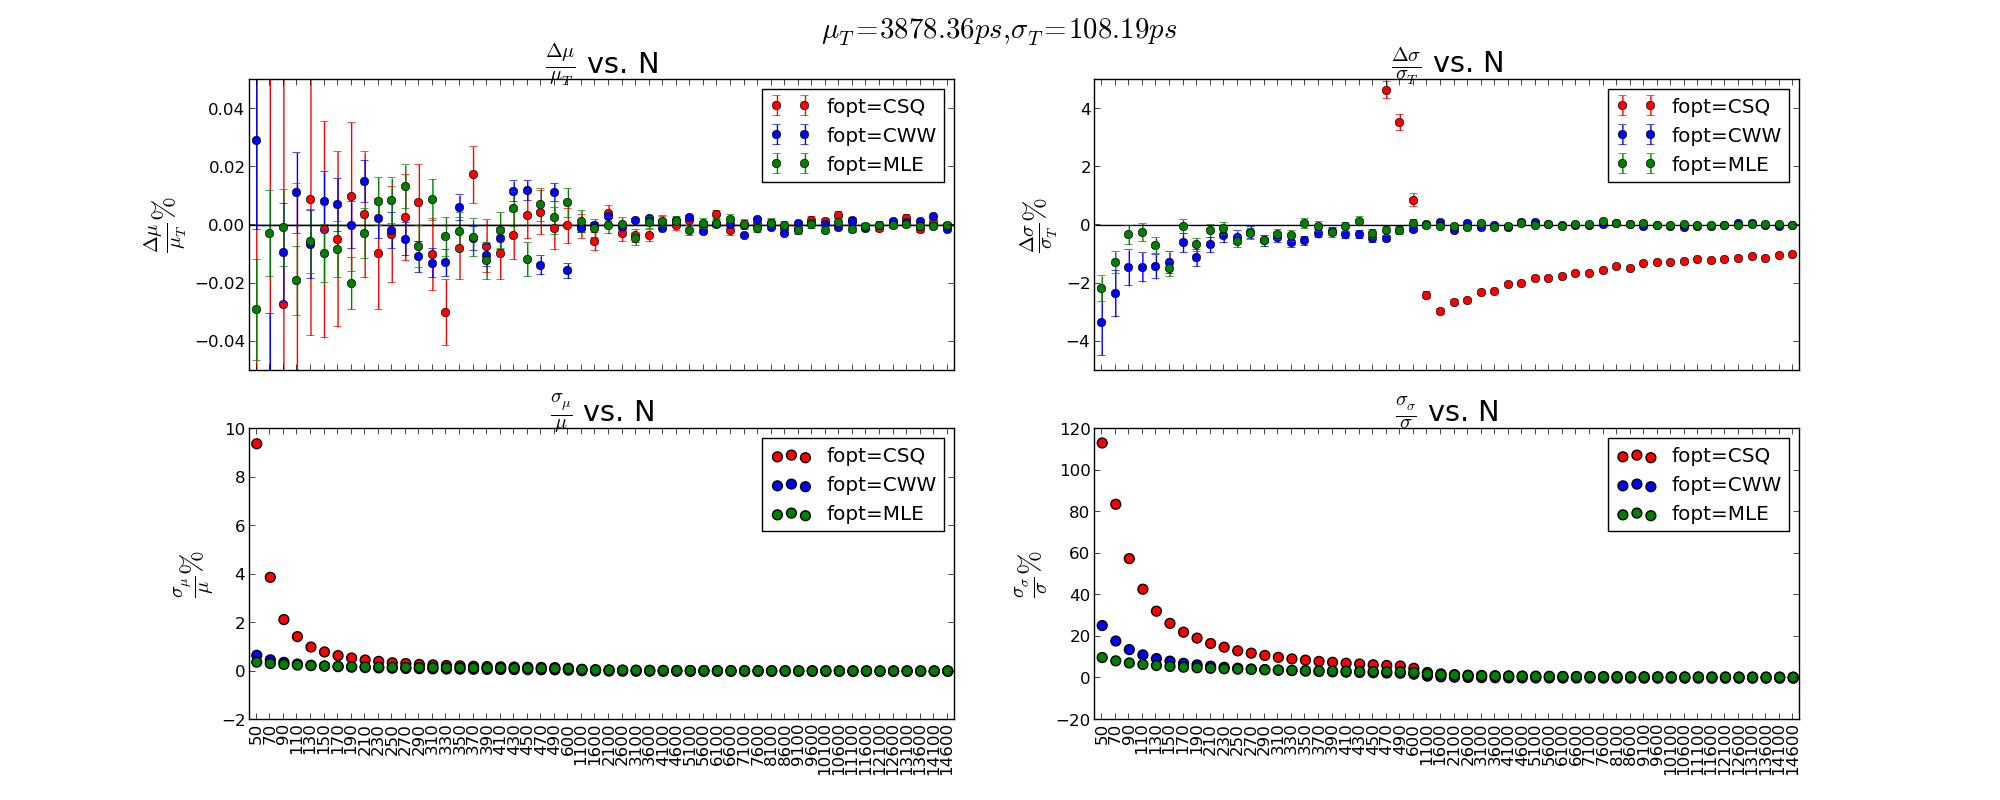 μ_T=3878.36ps,σ_T=108.19ps
Δμ/μ_T vs. N
Δμ/μ_T %
0.04
0.02
0.00
−0.02
−0.04
fopt=CSQ
fopt=CWW
fopt=MLE
Δσ/σ_T vs. N
Δσ/σ_T %
4
2
0
−2
−4
fopt=CSQ
fopt=CWW
fopt=MLE
σ_μ/μ vs. N
σ_μ/μ %
10
8
6
4
2
0
−2
fopt=CSQ
fopt=CWW
fopt=MLE
50 70 90 110 130 150 170 190 210 230 250 270 290 310 330 350 370 390 410 430 450 470 490 600 1100 1600 2100 2600 3100 3600 4100 4600 5100 5600 6100 6600 7100 7600 8100 8600 9100 9600 10100 10600 11100 11600 12100 12600 13100 13600 14100 14600
σ_σ/σ vs. N
σ_σ/σ %
120
100
80
60
40
20
0
−20
fopt=CSQ
fopt=CWW
fopt=MLE
50 70 90 110 130 150 170 190 210 230 250 270 290 310 330 350 370 390 410 430 450 470 490 600 1100 1600 2100 2600 3100 3600 4100 4600 5100 5600 6100 6600 7100 7600 8100 8600 9100 9600 10100 10600 11100 11600 12100 12600 13100 13600 14100 14600